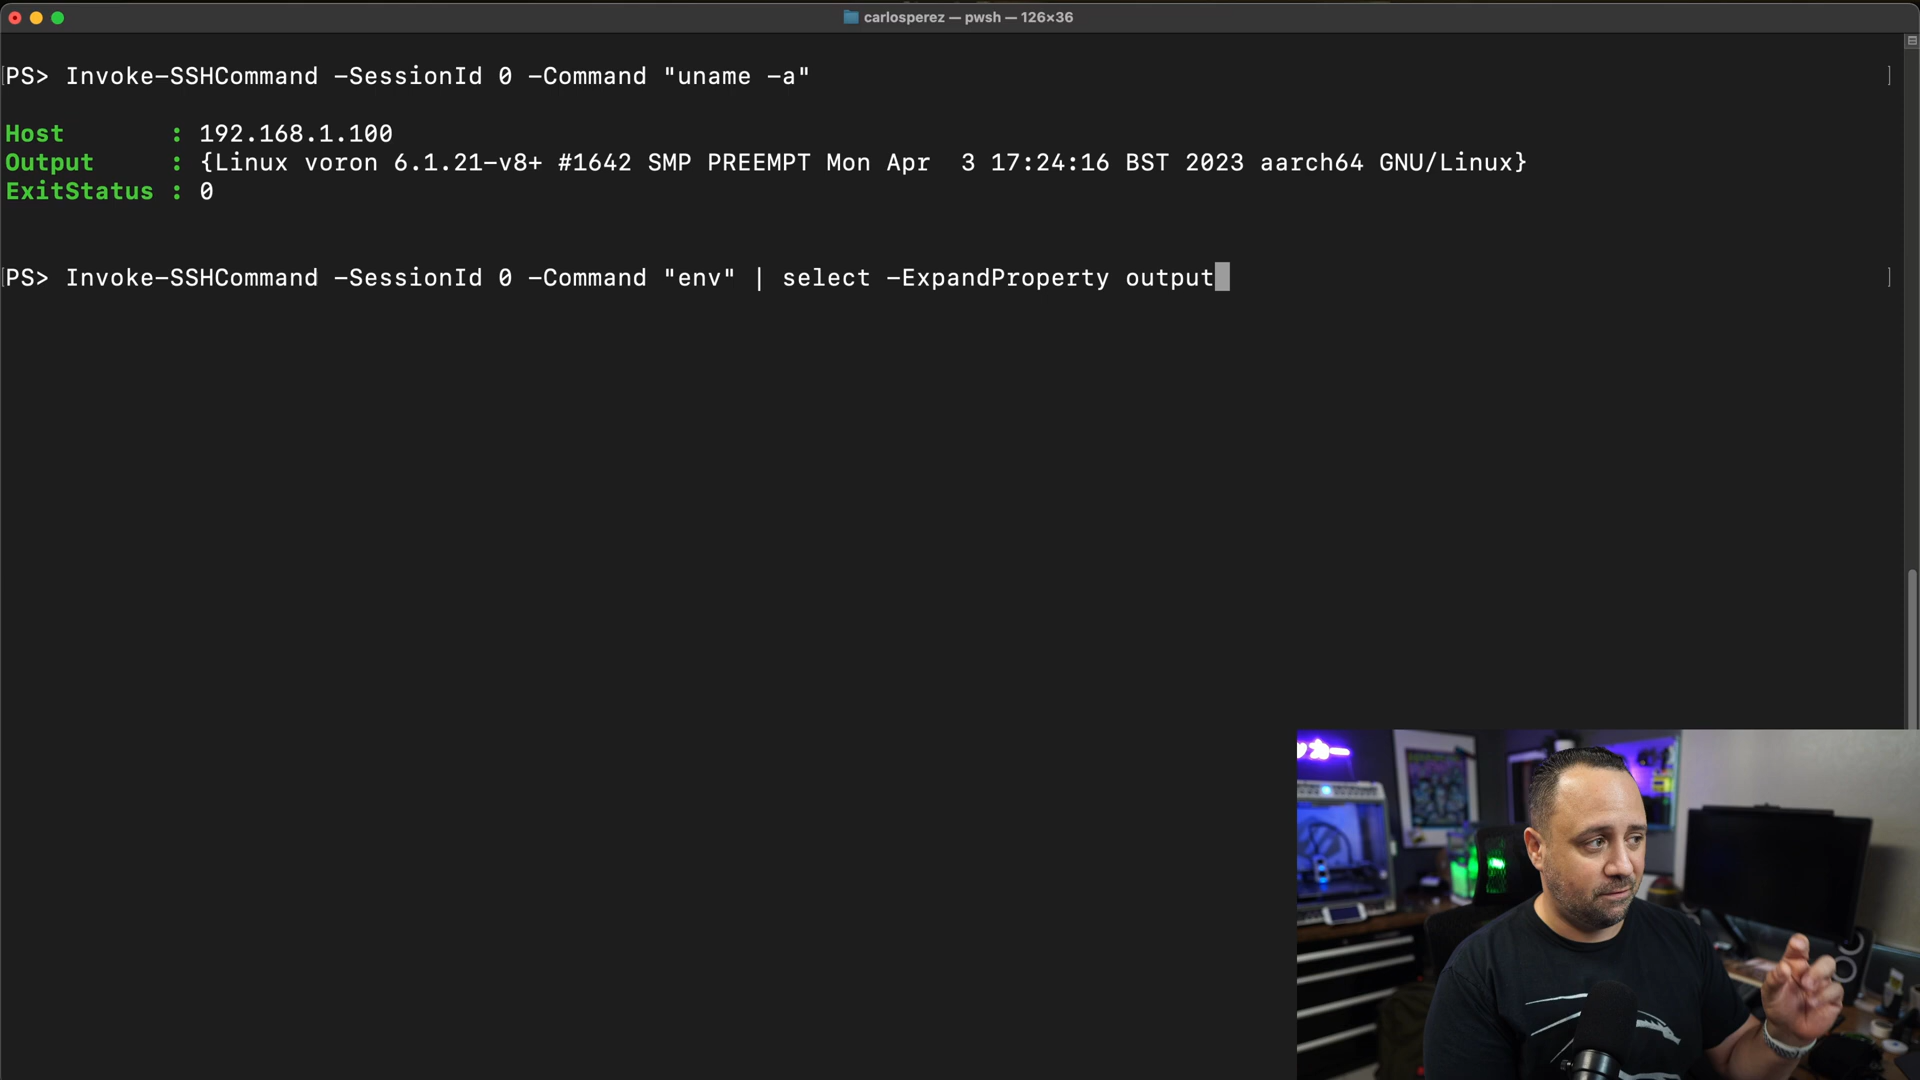 carlosperez — pwsh — 126×36
PS> Invoke-SSHCommand -SessionId 0 -Command "uname -a"
Host       : 192.168.1.100
Output     : {Linux voron 6.1.21-v8+ #1642 SMP PREEMPT Mon Apr  3 17:24:16 BST 2023 aarch64 GNU/Linux}
ExitStatus : 0
PS> Invoke-SSHCommand -SessionId 0 -Command "env" | select -ExpandProperty output